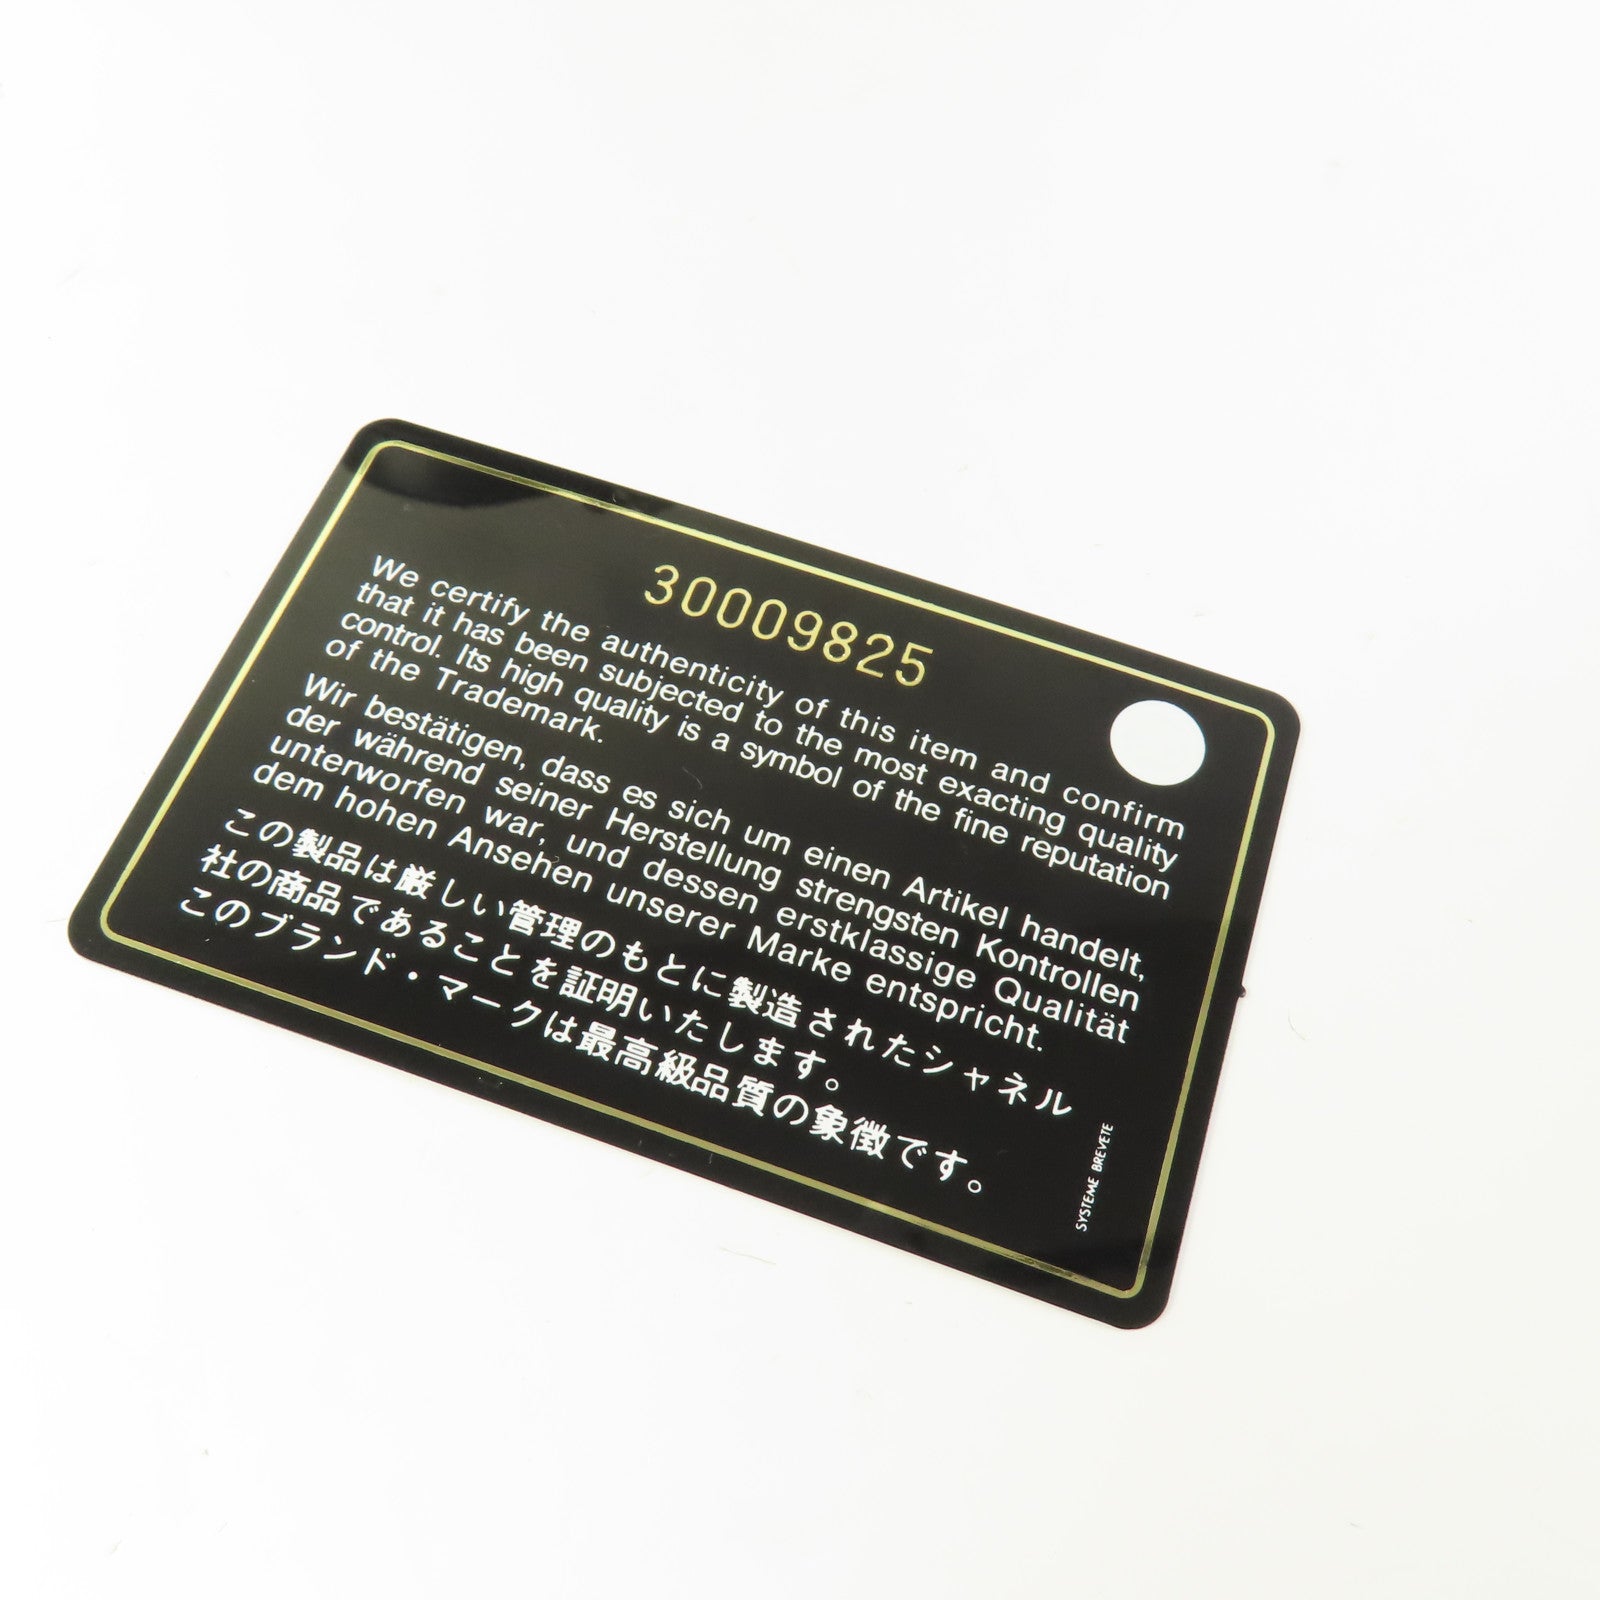 30009825
We certify the authenticity of this item and confirm
that it has been subjected to the most exacting quality
control. Its high quality is a symbol of the fine reputation
of the Trademark.
Wir bestätigen, dass es sich um einen Artikel handelt,
der während seiner Herstellung strengsten Kontrollen
unterworfen war, und dessen erstklassige Qualität
dem hohen Ansehen unserer Marke entspricht.
この製品は厳しい管理のもとに製造されたシャネル
社の商品であることを証明いたします。
このブランド・マークは最高級品質の象徴です。
SYSTEME BREVETE